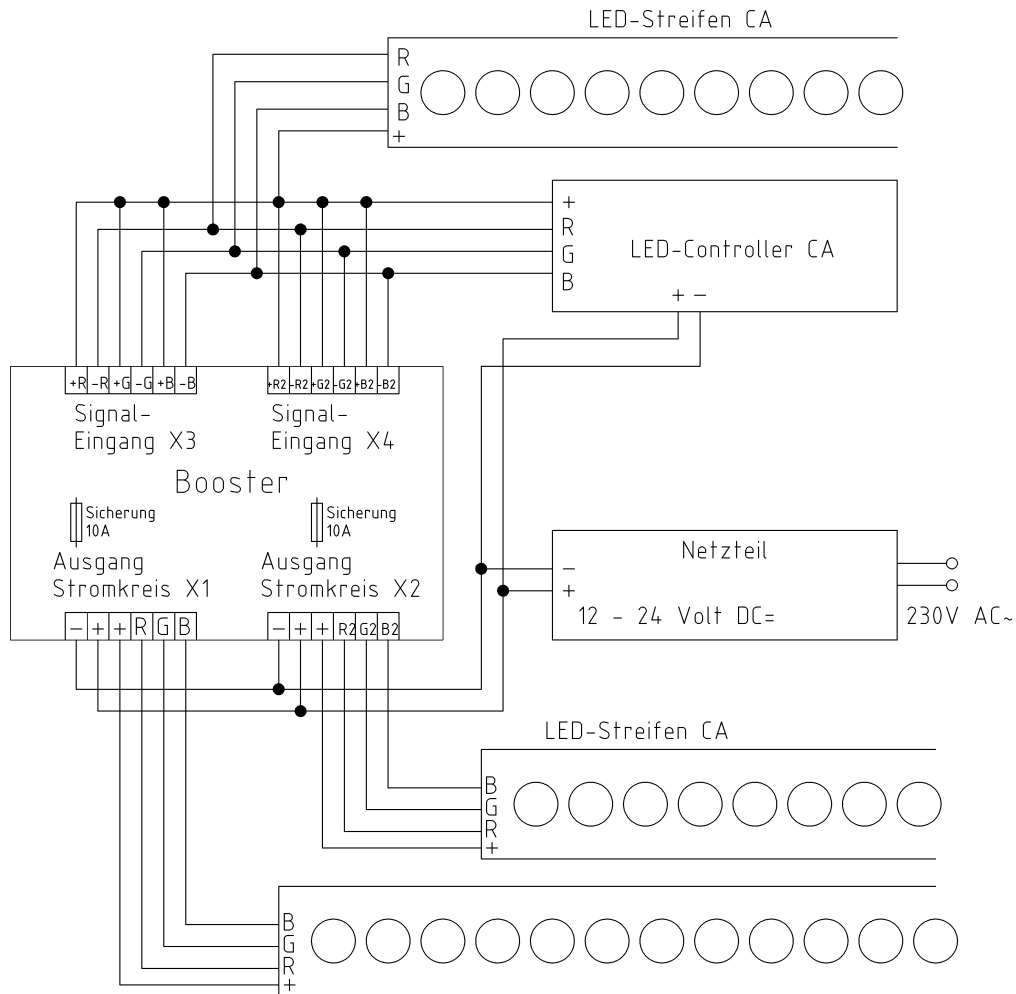 LED-Streifen CA
R
G
B
+
+
R
G
B
LED-Controller CA
+ −
+R −R +G −G +B −B
+R2 −R2 +G2 −G2 +B2 −B2
Signal-
Eingang X3
Signal-
Eingang X4
Booster
Sicherung
10A
Sicherung
10A
Ausgang
Stromkreis X1
Ausgang
Stromkreis X2
− + + R G B
− + + R2 G2 B2
Netzteil
−
+
12 - 24 Volt DC=
230V AC~
LED-Streifen CA
B
G
R
+
B
G
R
+